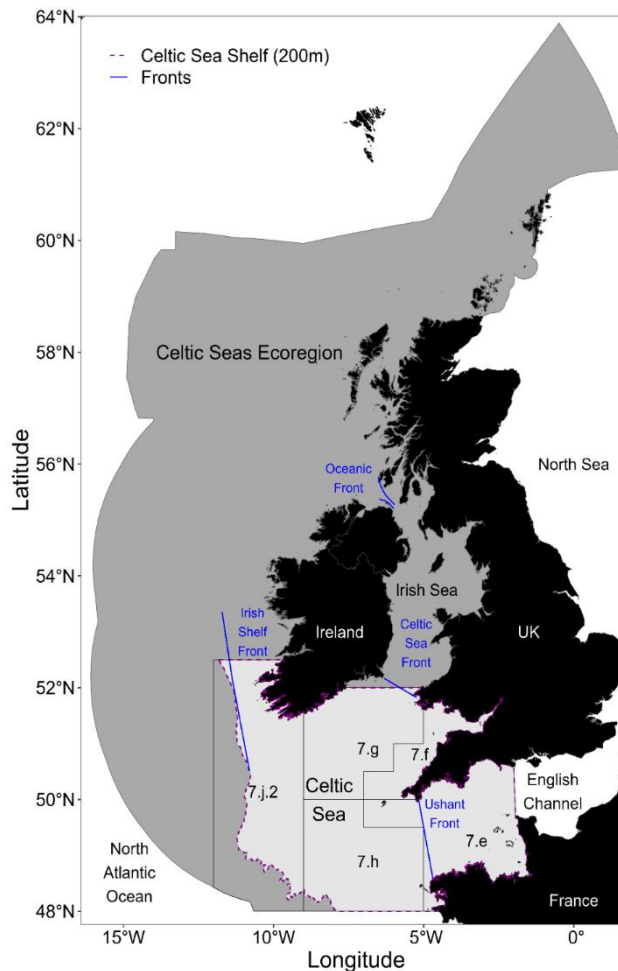 64°N
62°N
60°N
58°N
56°N
54°N
52°N
50°N
48°N
Latitude
Celtic Sea Shelf (200m)
Fronts
Celtic Seas Ecoregion
North Sea
Oceanic
Front
Irish Sea
Irish
Shelf
Front
Ireland
Celtic
Sea
Front
UK
7.g
7.f
7.j.2
Celtic
Sea
Ushant
Front
English
Channel
7.e
7.h
North
Atlantic
Ocean
France
15°W
10°W
5°W
0°
Longitude